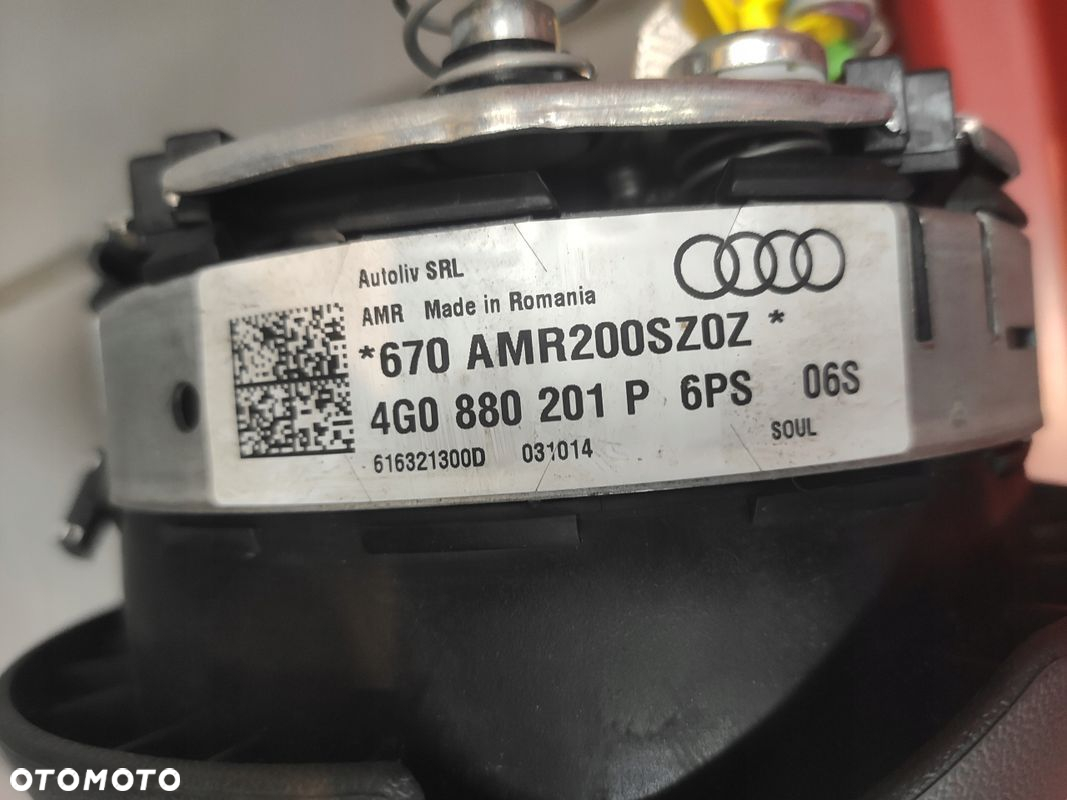 Autoliv SRL
AMR Made in Romania
*670 AMR200SZ0Z *
4G0 880 201 P 6PS 06S
616321300D 031014 SOUL
OTOMOTO